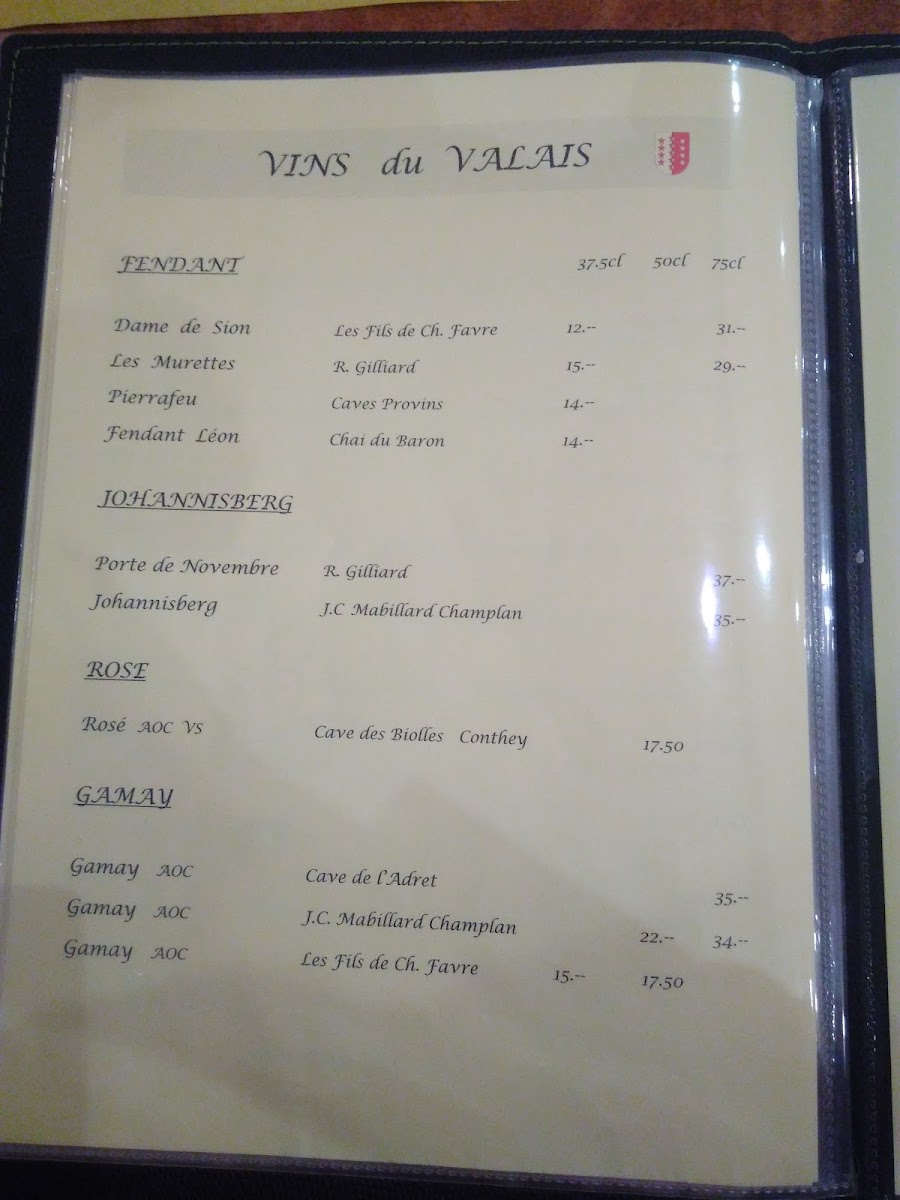 VINS du VALAIS
FENDANT 37.5cl 50cl 75cl
Dame de Sion Les Fils de Ch. Favre 12.-- 31.--
Les Murettes R. Gilliard 15.-- 29.--
Pierrafeu Caves Provins 14.--
Fendant Léon Chai du Baron 14.--
JOHANNISBERG
Porte de Novembre R. Gilliard 37.--
Johannisberg J.C Mabillard Champlan 35.--
ROSE
Rosé AOC VS Cave des Biolles Conthey 17.50
GAMAY
Gamay AOC Cave de l'Adret 35.--
Gamay AOC J.C. Mabillard Champlan 22.-- 34.--
Gamay AOC Les Fils de Ch. Favre 15.-- 17.50